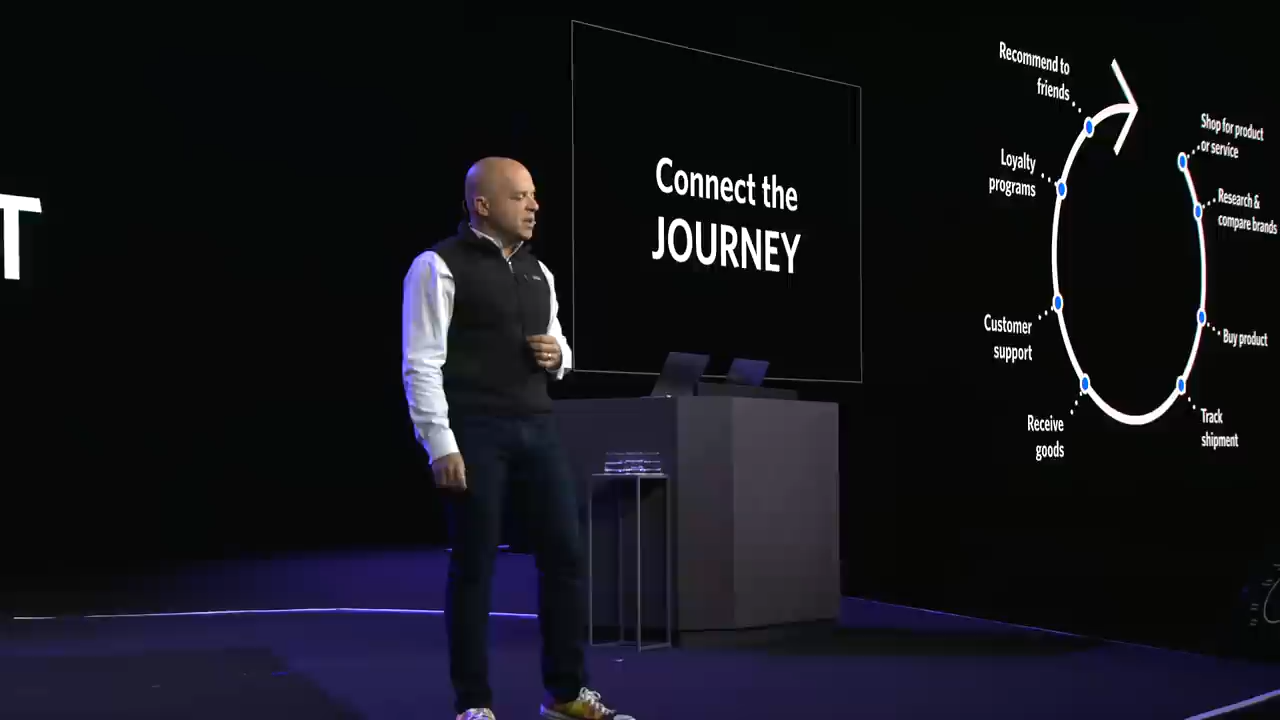 T
Connect the
JOURNEY
Recommend to
friends
Loyalty
programs
Customer
support
Receive
goods
Shop for product
or service
Research &
compare brands
Buy product
Track
shipment